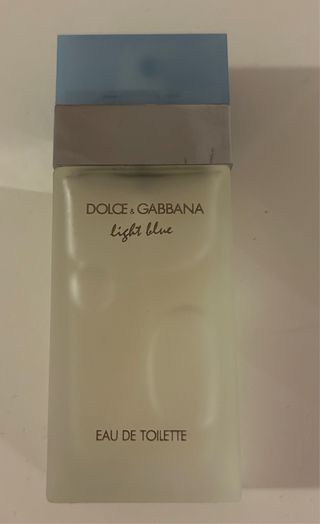 DOLCE & GABBANA
light blue
EAU DE TOILETTE